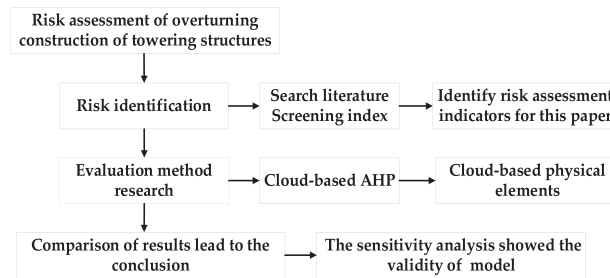 Risk assessment of overturning
construction of towering structures
Risk identification
Search literature
Screening index
Identify risk assessment
indicators for this paper
Evaluation method
research
Cloud-based AHP
Cloud-based physical
elements
Comparison of results lead to the
conclusion
The sensitivity analysis showed the
validity of model